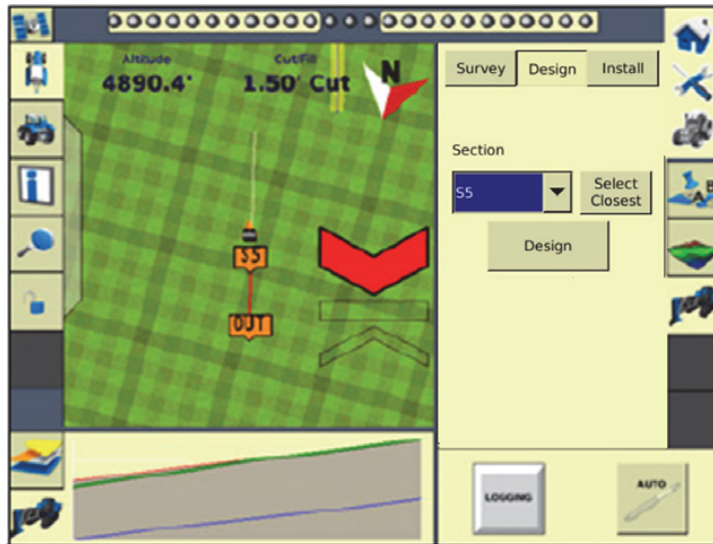 Altitude
Cut/Fill
4890.4'
1.50' Cut
N
S5
OUT
Survey
Design
Install
Section
S5
Select
Closest
Design
LOGGING
AUTO
A
B